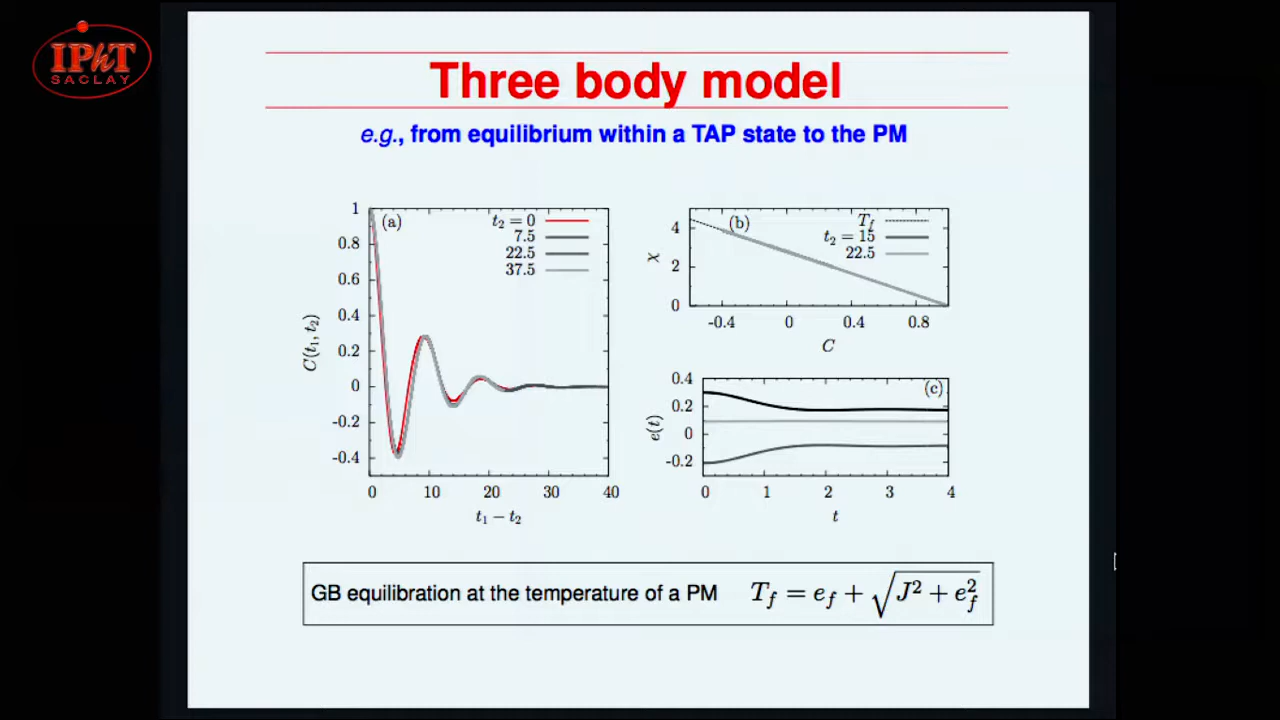 IPhT
SACLAY
Three body model
e.g., from equilibrium within a TAP state to the PM
1
0.8
0.6
0.4
0.2
0
-0.2
-0.4
C(t₁, t₂)
(a)
t₂ = 0
7.5
22.5
37.5
0 10 20 30 40
t₁ − t₂
4
2
0
χ
(b)
T_f
t₂ = 15
22.5
-0.4 0 0.4 0.8
C
0.4
0.2
0
-0.2
e(t)
(c)
0 1 2 3 4
t
GB equilibration at the temperature of a PM T_f = e_f + √(J² + e_f²)